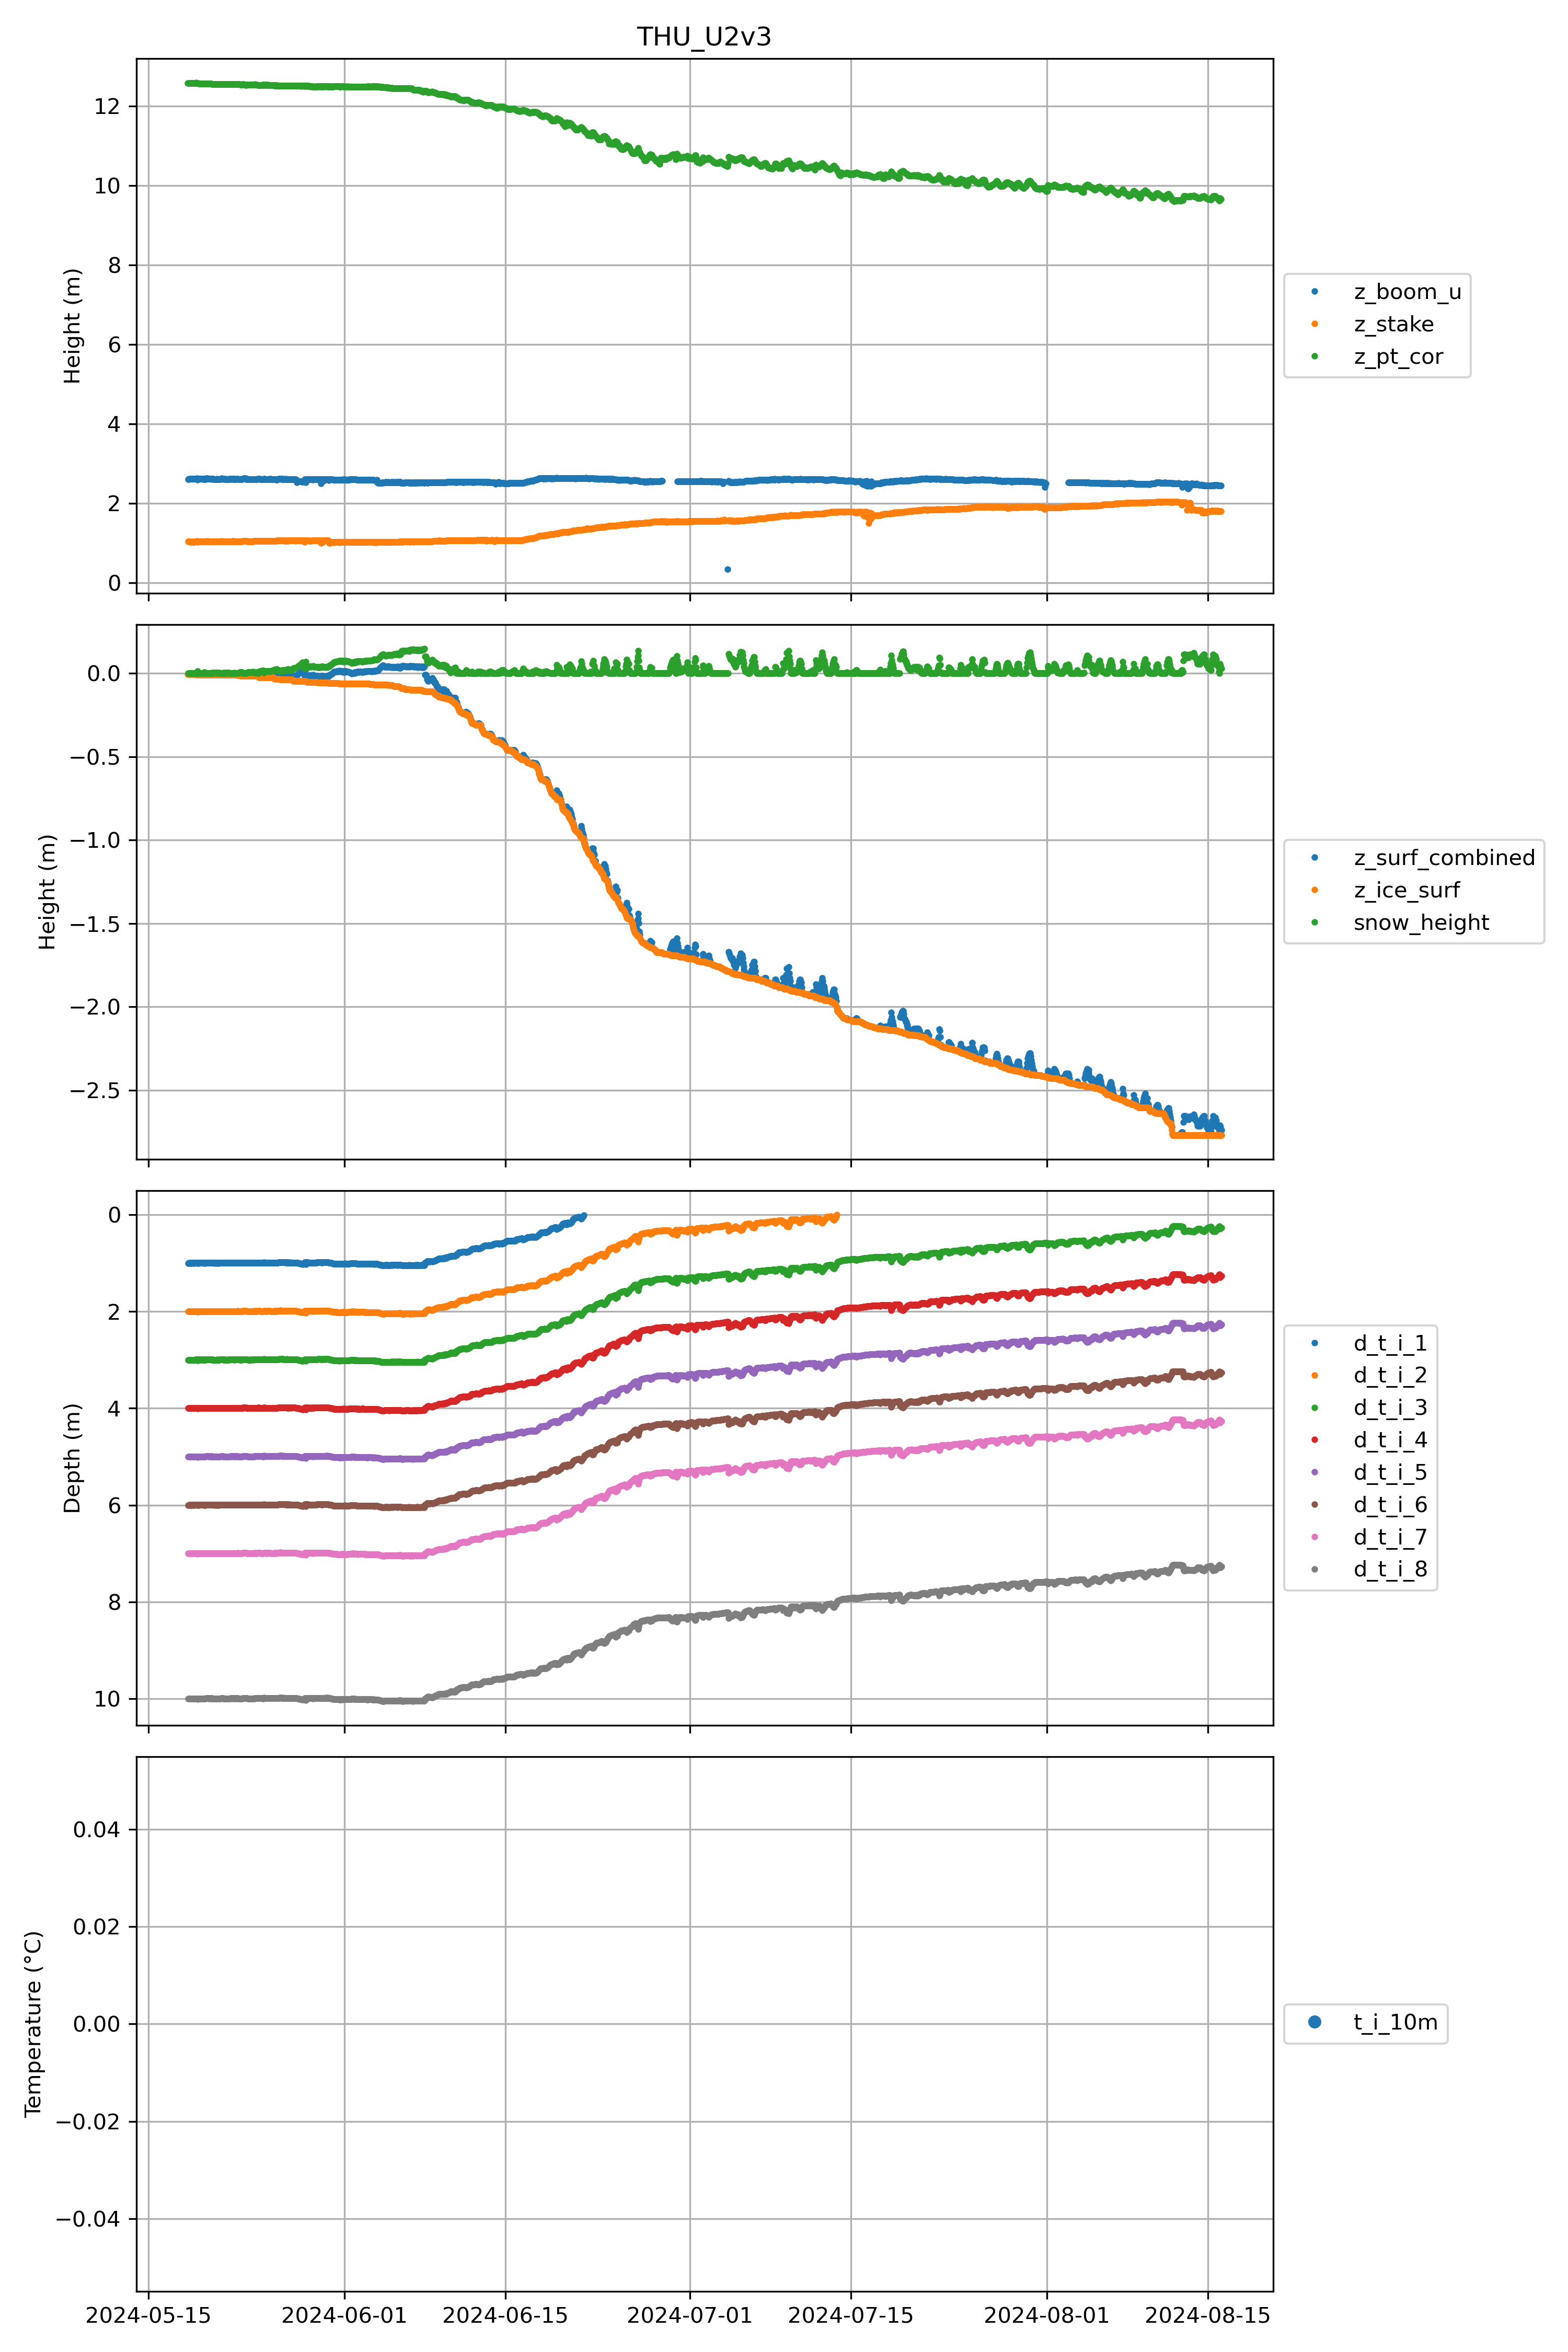 THU_U2v3
12
10
8
6
4
2
0
Height (m)
z_boom_u
z_stake
z_pt_cor
0.0
−0.5
−1.0
−1.5
−2.0
−2.5
Height (m)
z_surf_combined
z_ice_surf
snow_height
0
2
4
6
8
10
Depth (m)
d_t_i_1
d_t_i_2
d_t_i_3
d_t_i_4
d_t_i_5
d_t_i_6
d_t_i_7
d_t_i_8
0.04
0.02
0.00
−0.02
−0.04
Temperature (°C)
t_i_10m
2024-05-15 2024-06-01 2024-06-15 2024-07-01 2024-07-15 2024-08-01 2024-08-15